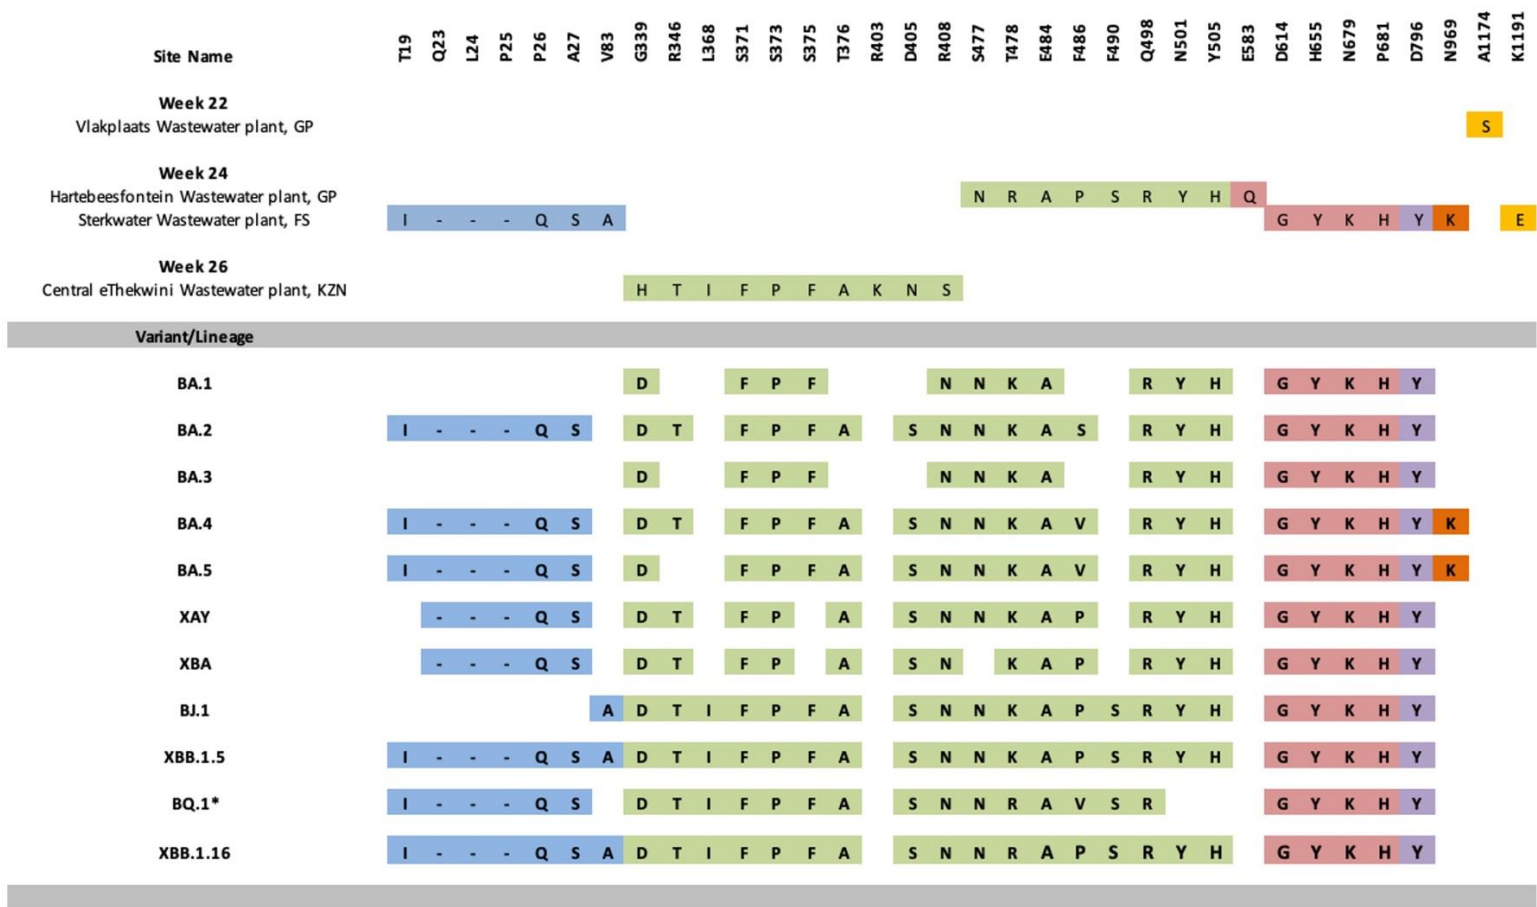 Site Name T19 Q23 L24 P25 P26 A27 V83 G339 R346 L368 S371 S373 S375 T376 R403 D405 R408 S477 T478 E484 F486 F490 Q498 N501 Y505 E583 D614 H655 N679 P681 D796 N969 A1174 K1191
Week 22
Vlakplaats Wastewater plant, GP S
Week 24
Hartebeesfontein Wastewater plant, GP N R A P S R Y H Q
Sterkwater Wastewater plant, FS I - - - Q S A G Y K H Y K E
Week 26
Central eThekwini Wastewater plant, KZN H T I F P F A K N S
Variant/Lineage
BA.1 D F P F N N K A R Y H G Y K H Y
BA.2 I - - - Q S D T F P F A S N N K A S R Y H G Y K H Y
BA.3 D F P F N N K A R Y H G Y K H Y
BA.4 I - - - Q S D T F P F A S N N K A V R Y H G Y K H Y K
BA.5 I - - - Q S D F P F A S N N K A V R Y H G Y K H Y K
XAY - - - Q S D T F P A S N N K A P R Y H G Y K H Y
XBA - - - Q S D T F P A S N K A P R Y H G Y K H Y
BJ.1 A D T I F P F A S N N K A P S R Y H G Y K H Y
XBB.1.5 I - - - Q S A D T I F P F A S N N K A P S R Y H G Y K H Y
BQ.1* I - - - Q S D T I F P F A S N N R A V S R G Y K H Y
XBB.1.16 I - - - Q S A D T I F P F A S N N R A P S R Y H G Y K H Y